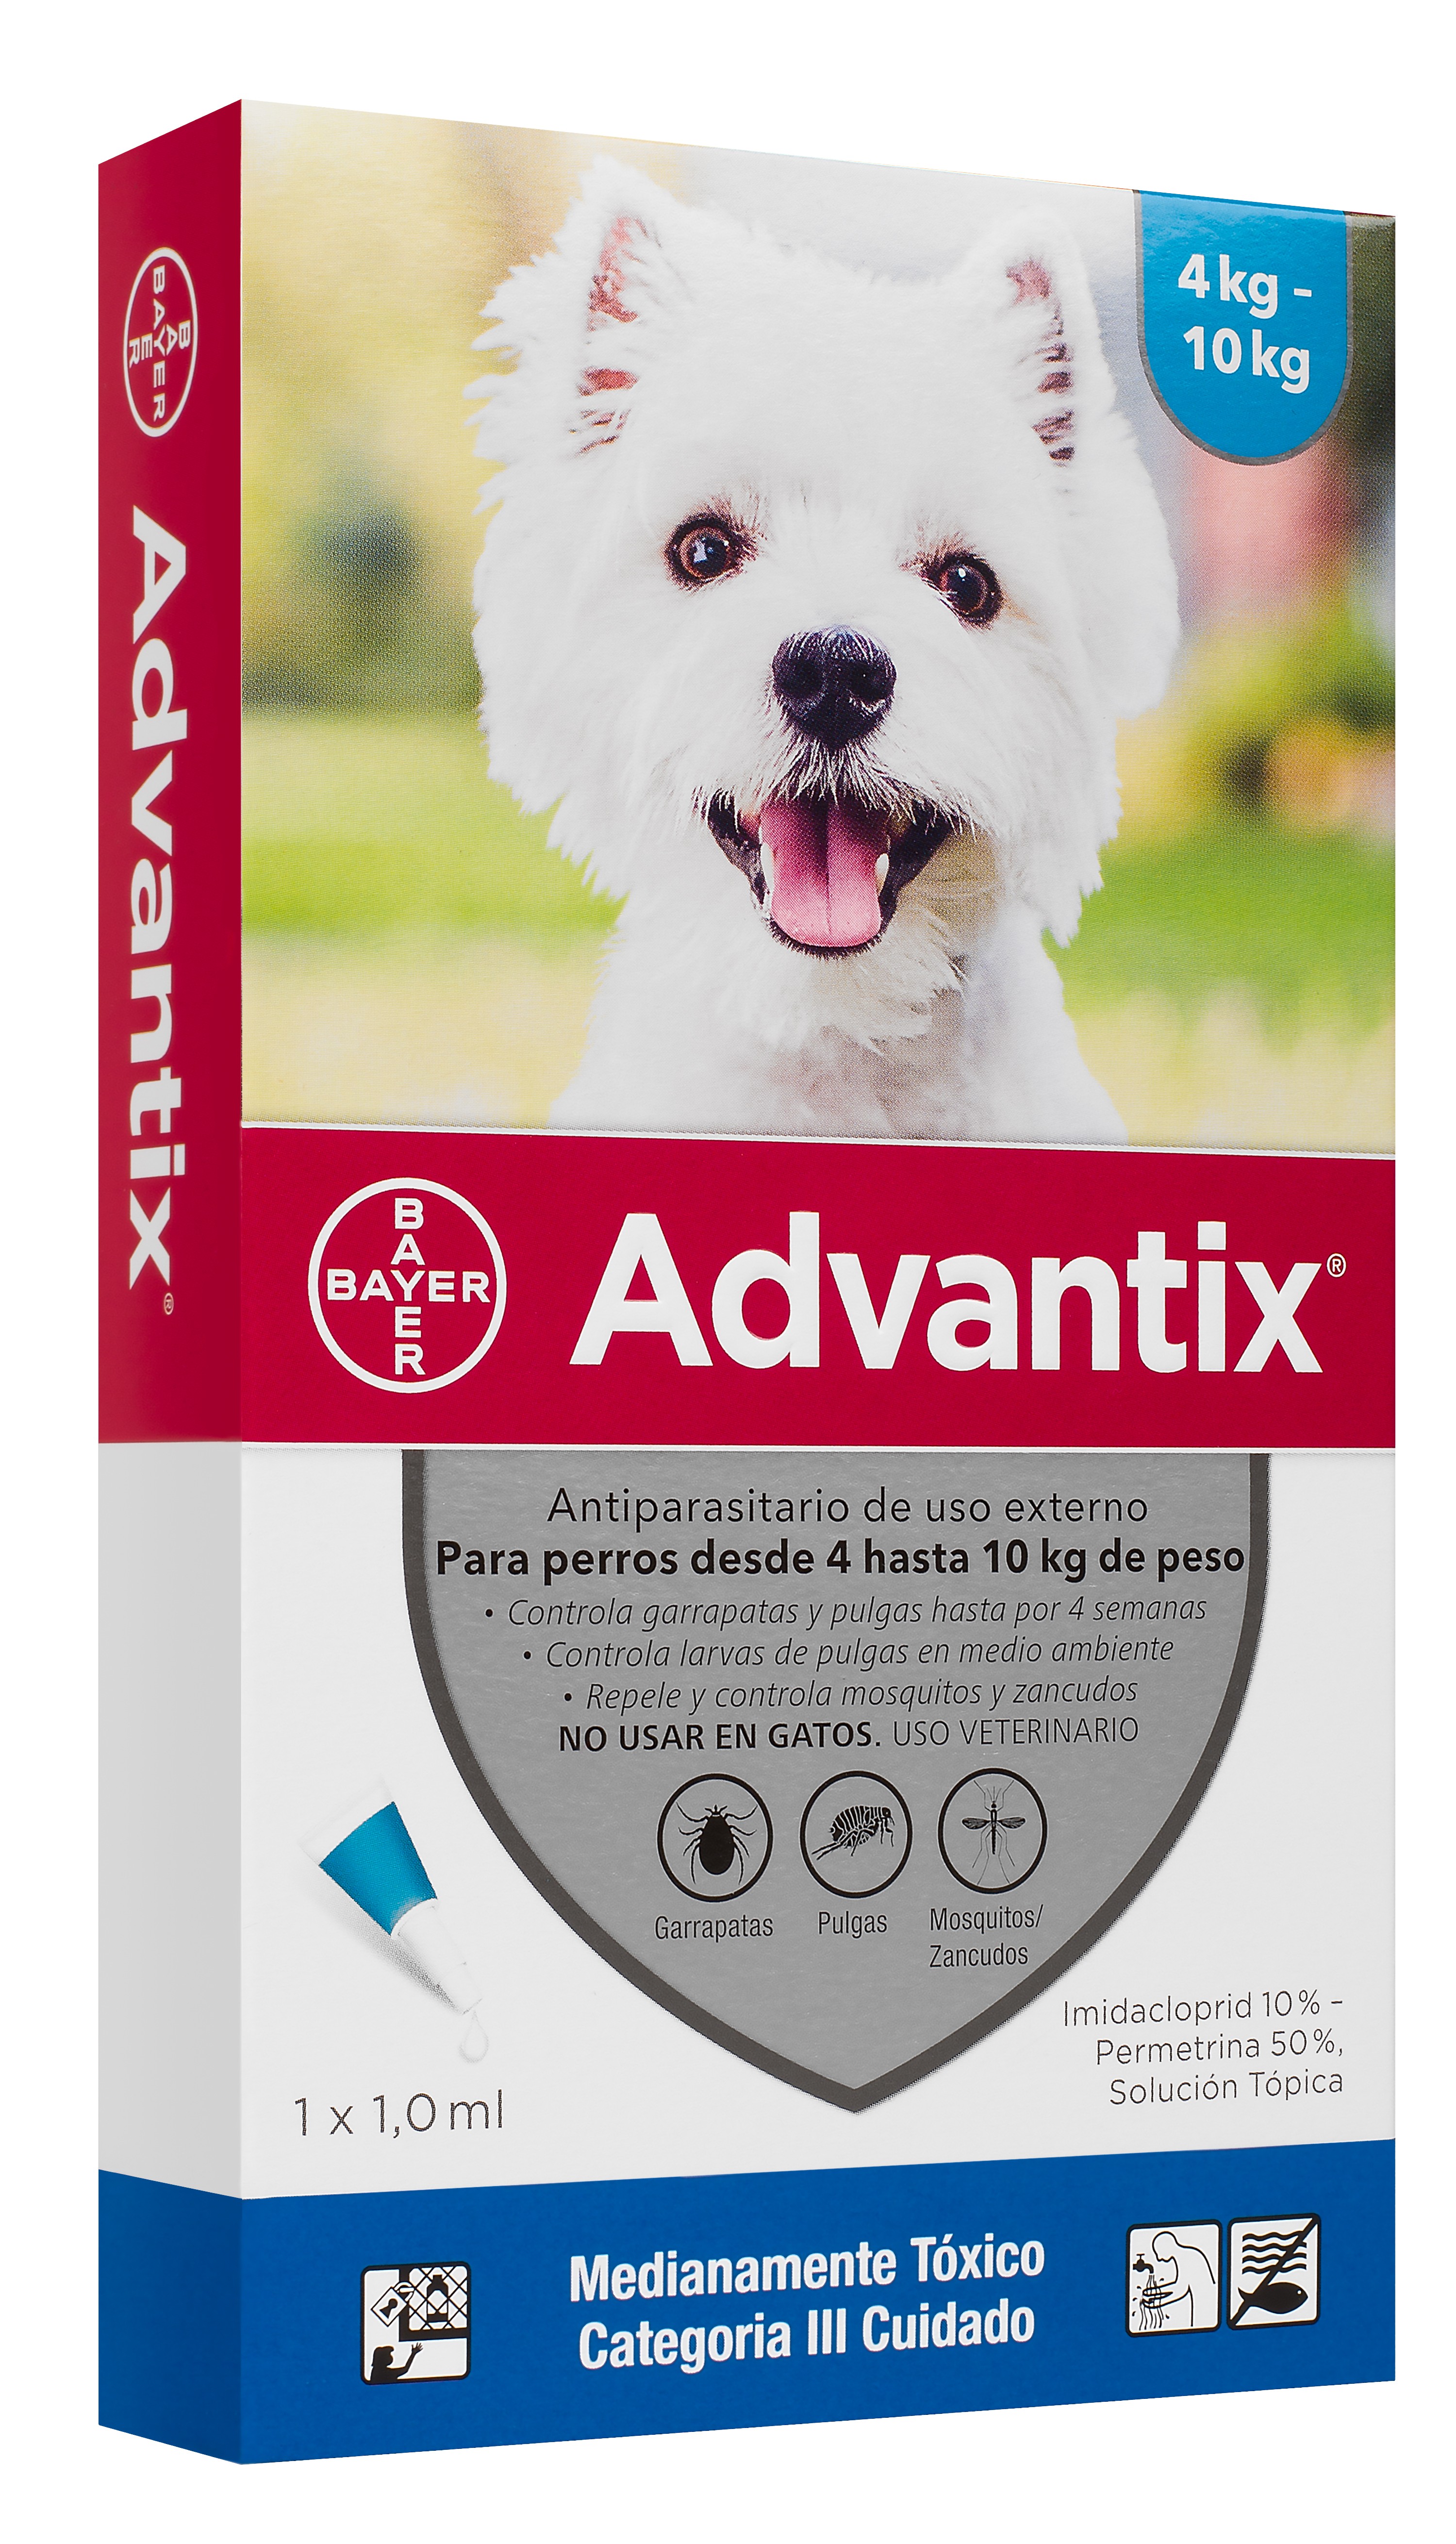 BAYER
BAYER
Advantix®
4 kg -
10 kg
BAYER
BAYER
Advantix®
Antiparasitario de uso externo
Para perros desde 4 hasta 10 kg de peso
• Controla garrapatas y pulgas hasta por 4 semanas
• Controla larvas de pulgas en medio ambiente
• Repele y controla mosquitos y zancudos
NO USAR EN GATOS. USO VETERINARIO
Garrapatas
Pulgas
Mosquitos/
Zancudos
Imidacloprid 10% –
Permetrina 50%,
Solución Tópica
1 x 1,0 ml
Medianamente Tóxico
Categoria III Cuidado